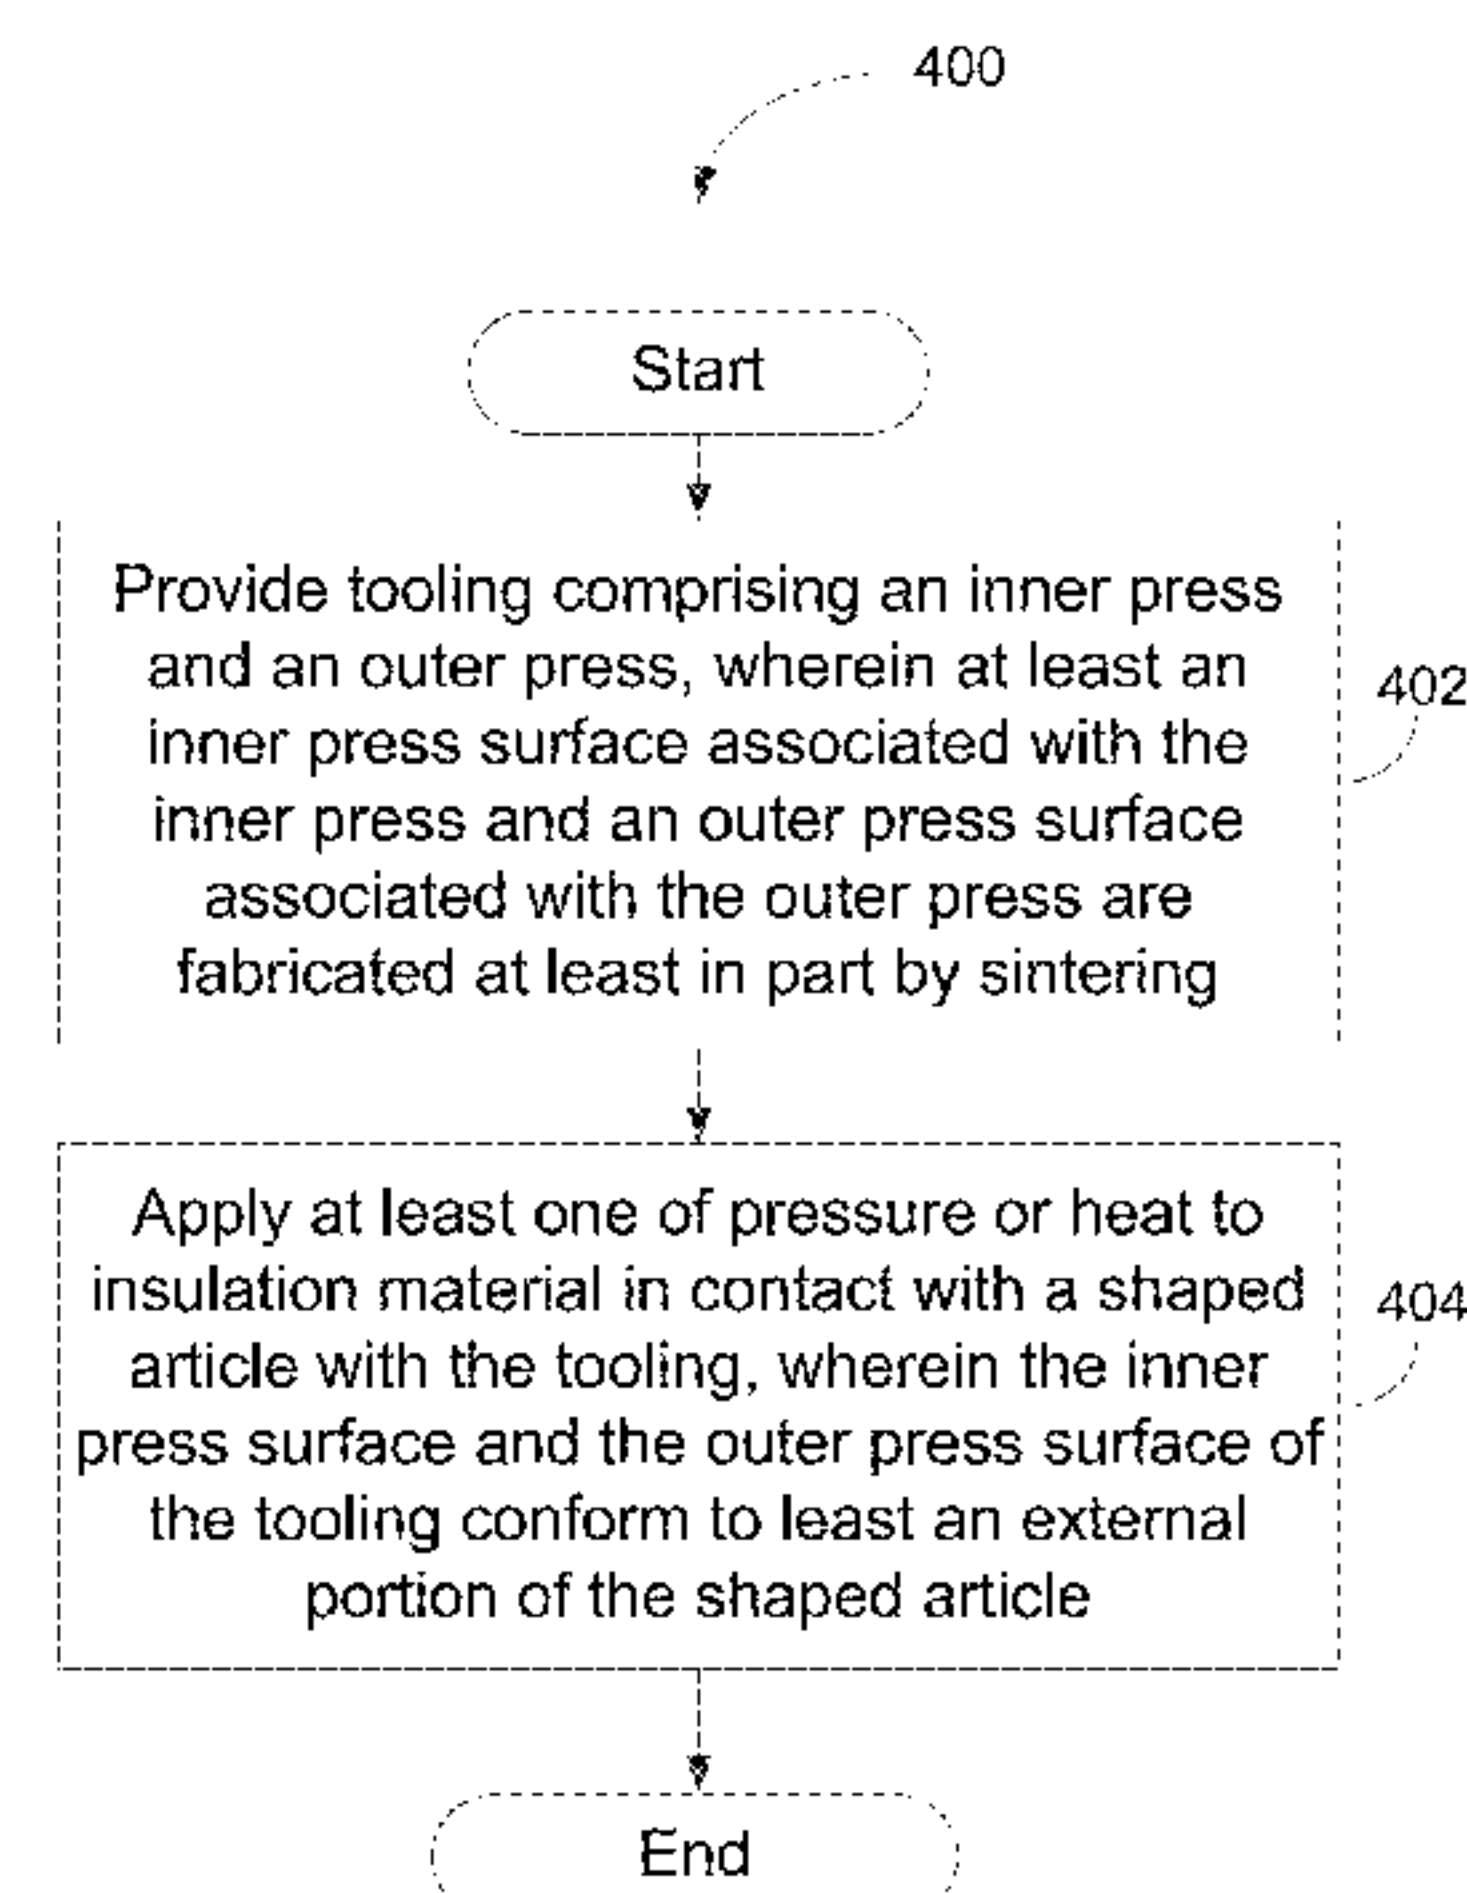 400
Start
Provide tooling comprising an inner press
and an outer press, wherein at least an
inner press surface associated with the
inner press and an outer press surface
associated with the outer press are
fabricated at least in part by sintering
402
Apply at least one of pressure or heat to
insulation material in contact with a shaped
article with the tooling, wherein the inner
press surface and the outer press surface of
the tooling conform to least an external
portion of the shaped article
404
End